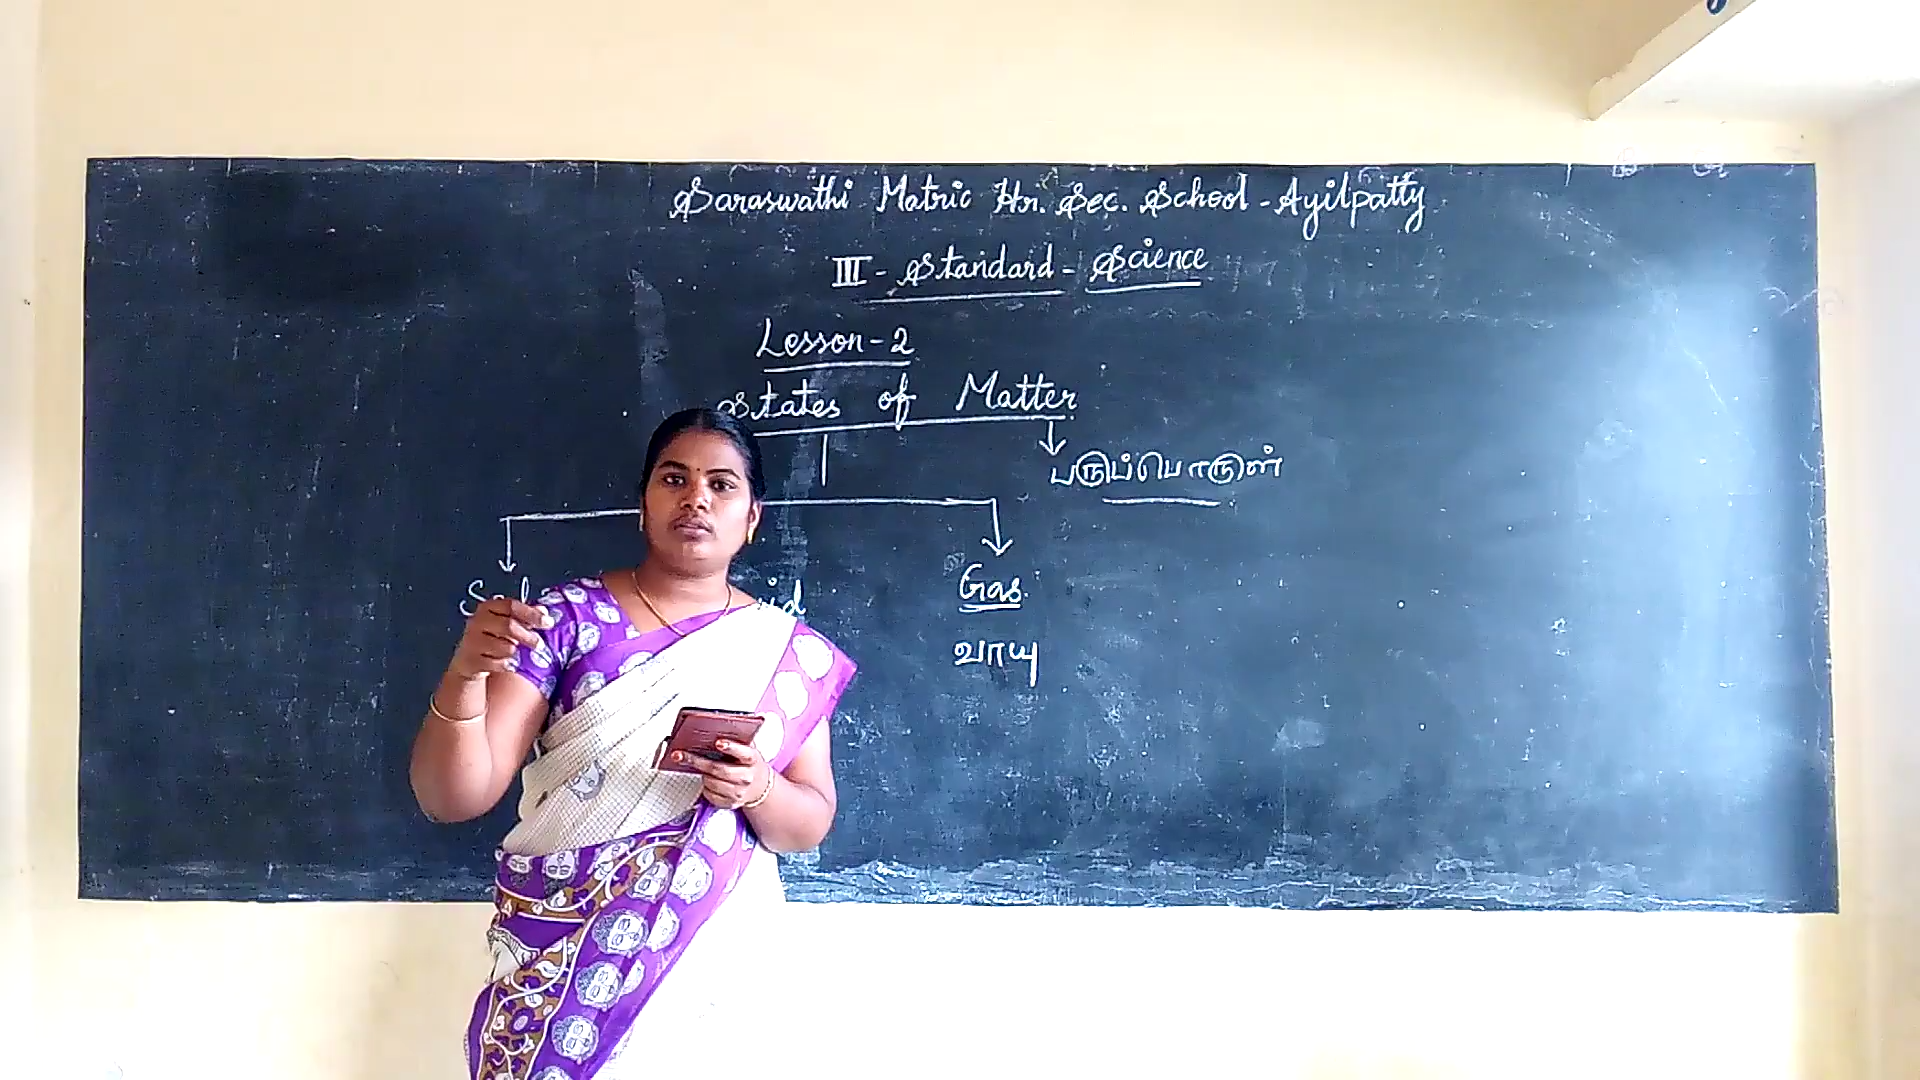 Saraswathi Matric Hr. Sec. School - Ayilpatty
III - Standard - Science
Lesson - 2
States of Matter
பருப்பொருள்
Gas
வாயு